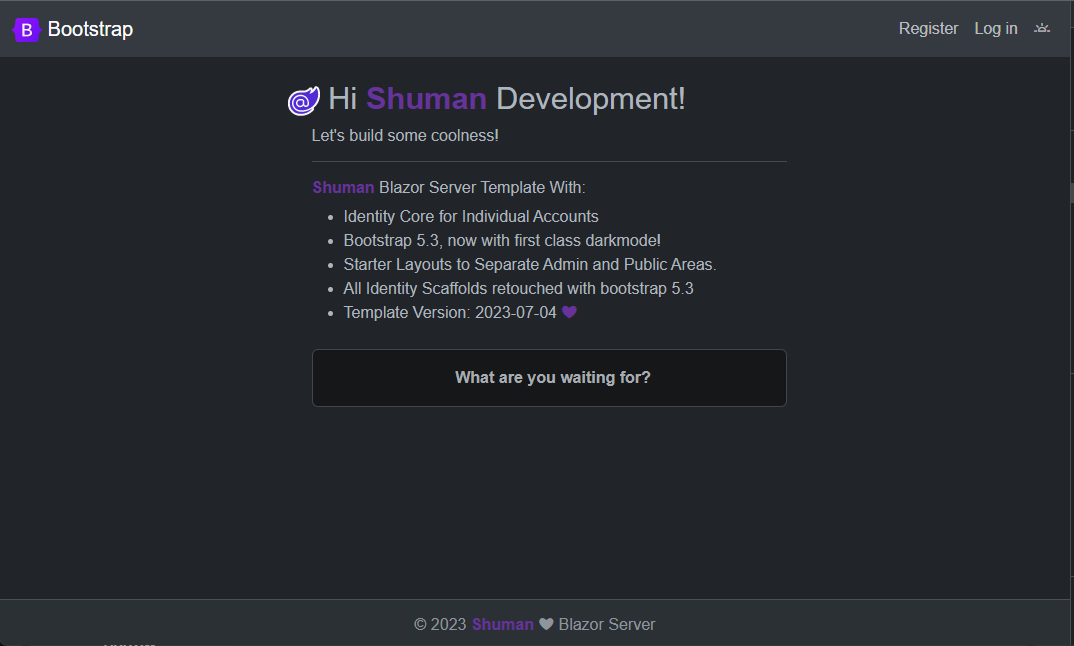 B Bootstrap
Register Log in
@ Hi Shuman Development!
Let's build some coolness!
Shuman Blazor Server Template With:
Identity Core for Individual Accounts
Bootstrap 5.3, now with first class darkmode!
Starter Layouts to Separate Admin and Public Areas.
All Identity Scaffolds retouched with bootstrap 5.3
Template Version: 2023-07-04 💜
What are you waiting for?
© 2023 Shuman ♥ Blazor Server